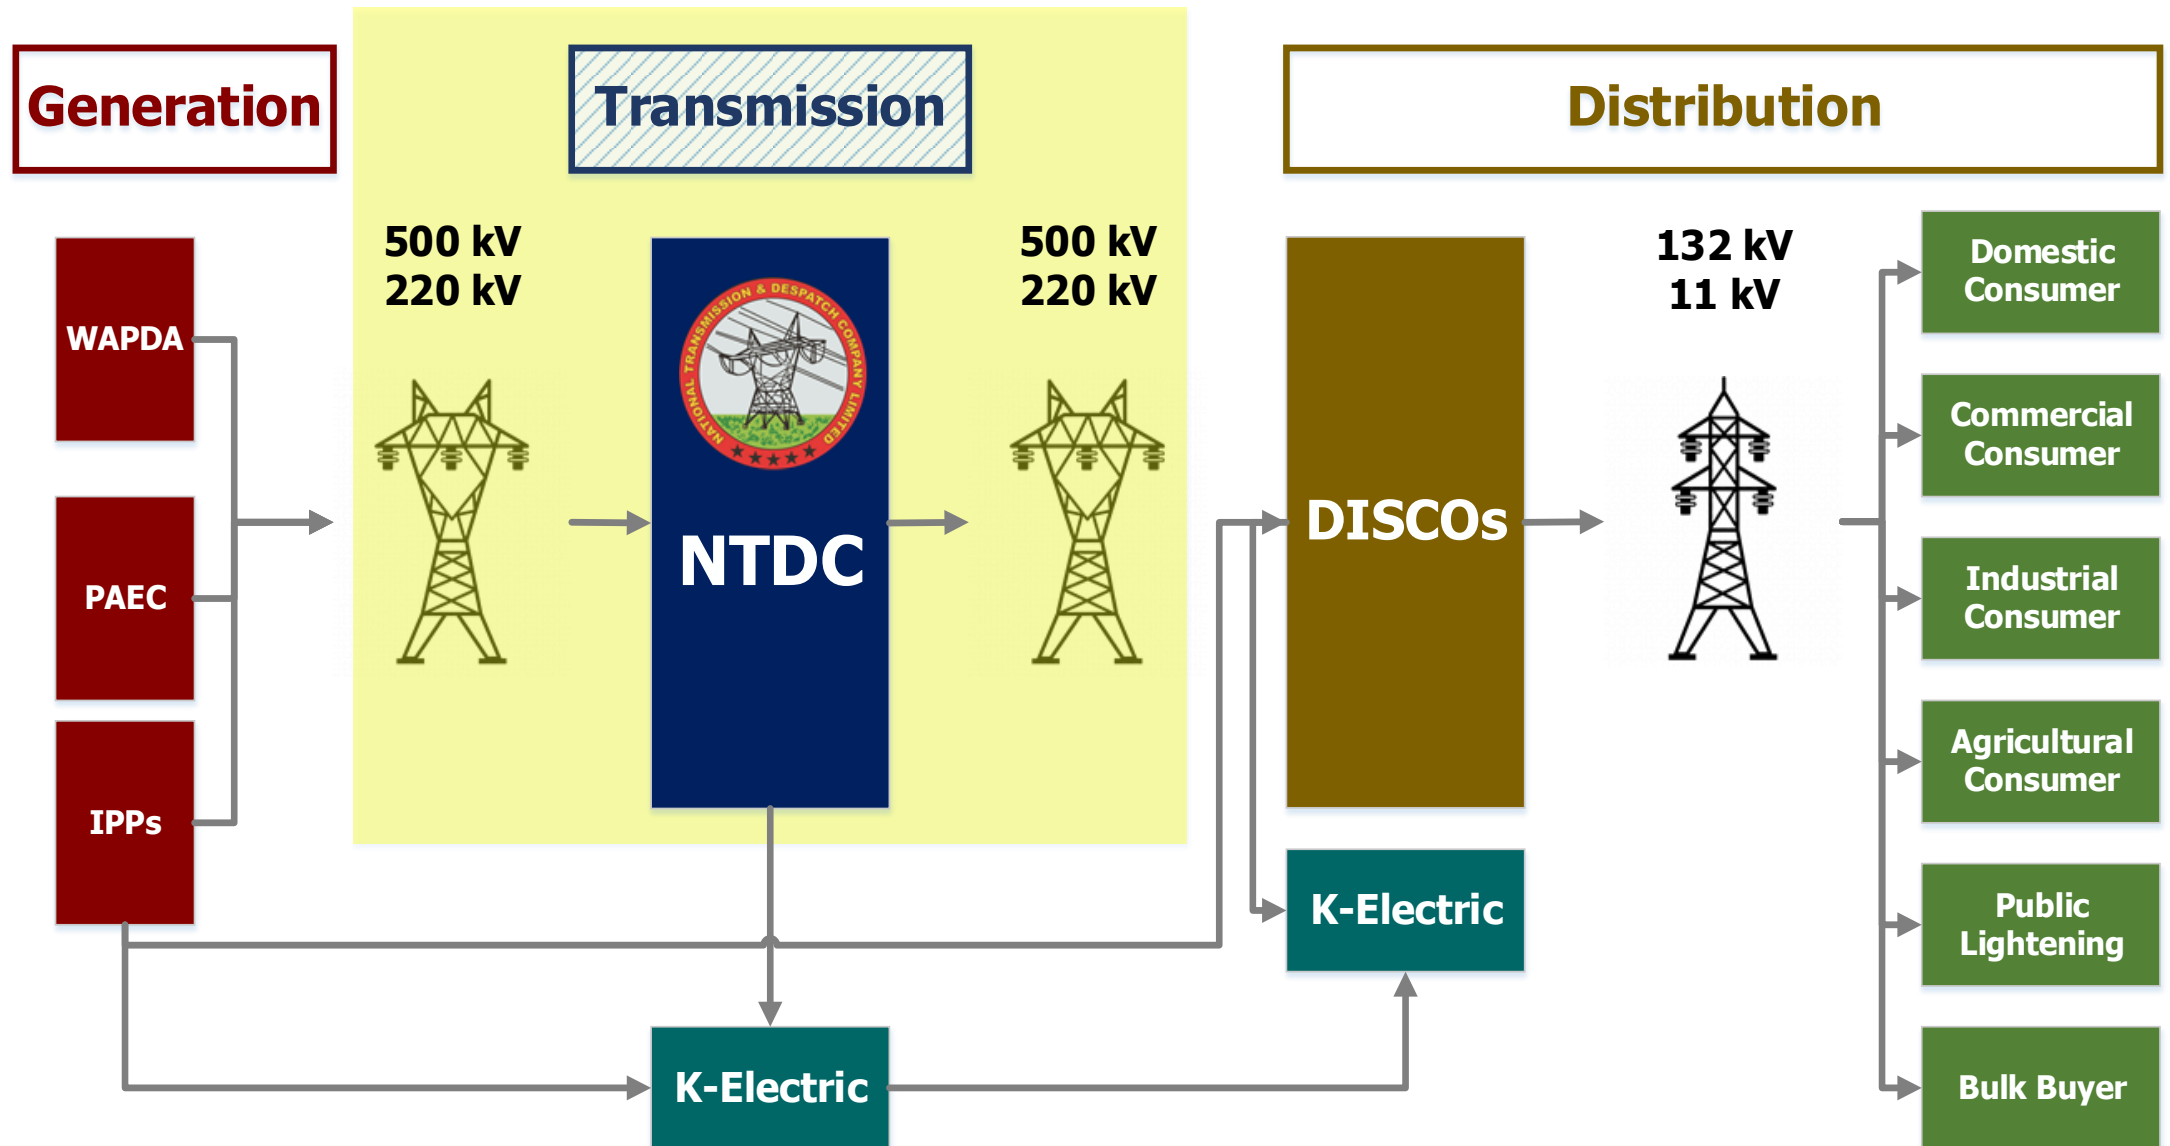 Generation
Transmission
Distribution
500 kV
220 kV
500 kV
220 kV
132 kV
11 kV
WAPDA
PAEC
IPPs
NATIONAL TRANSMISSION & DESPATCH COMPANY LIMITED
NTDC
DISCOs
K-Electric
K-Electric
Domestic
Consumer
Commercial
Consumer
Industrial
Consumer
Agricultural
Consumer
Public
Lightening
Bulk Buyer